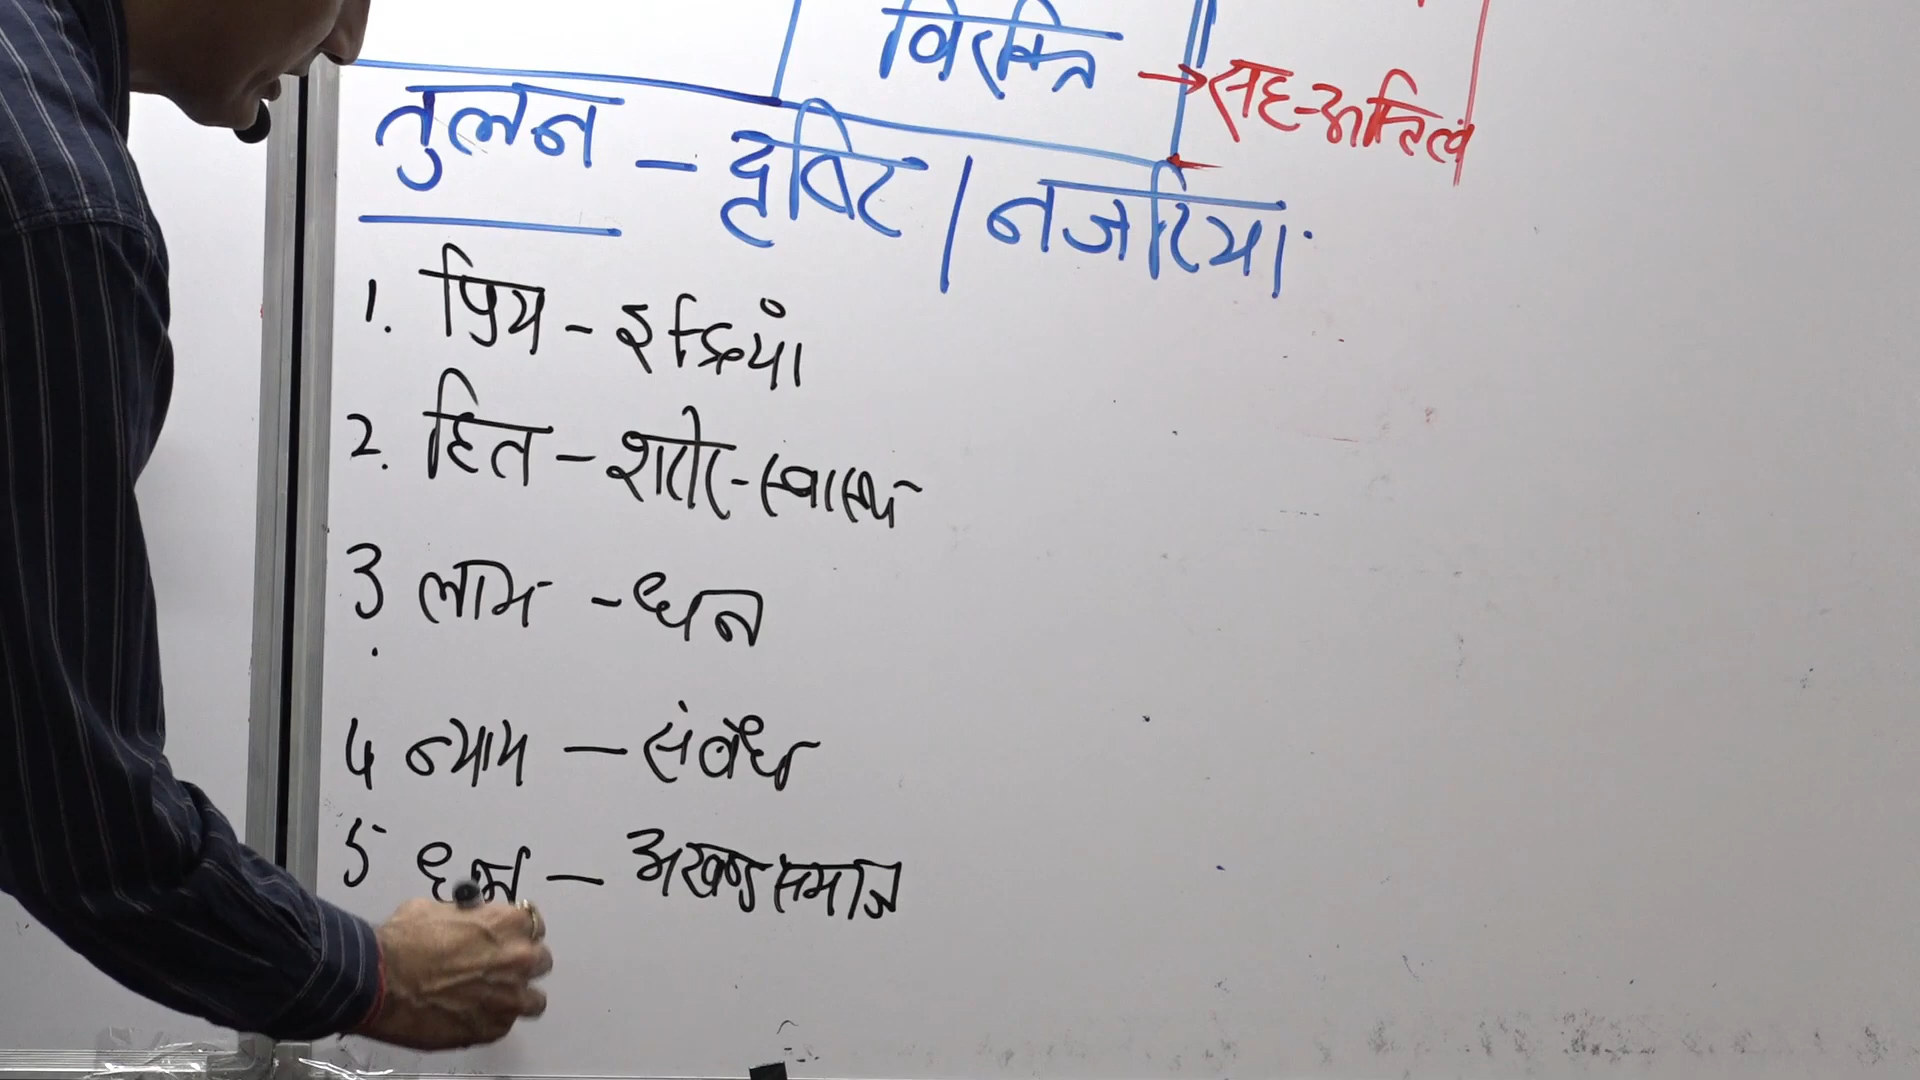 विरक्ति → सह-अस्तित्व
तुलन - दृष्टि / नजरिया
1. प्रिय - इन्द्रियां
2. हित - शरीर - स्वास्थ्य
3. लाभ - धन
4 न्याय - संबंध
5 धर्म - अखण्ड समाज